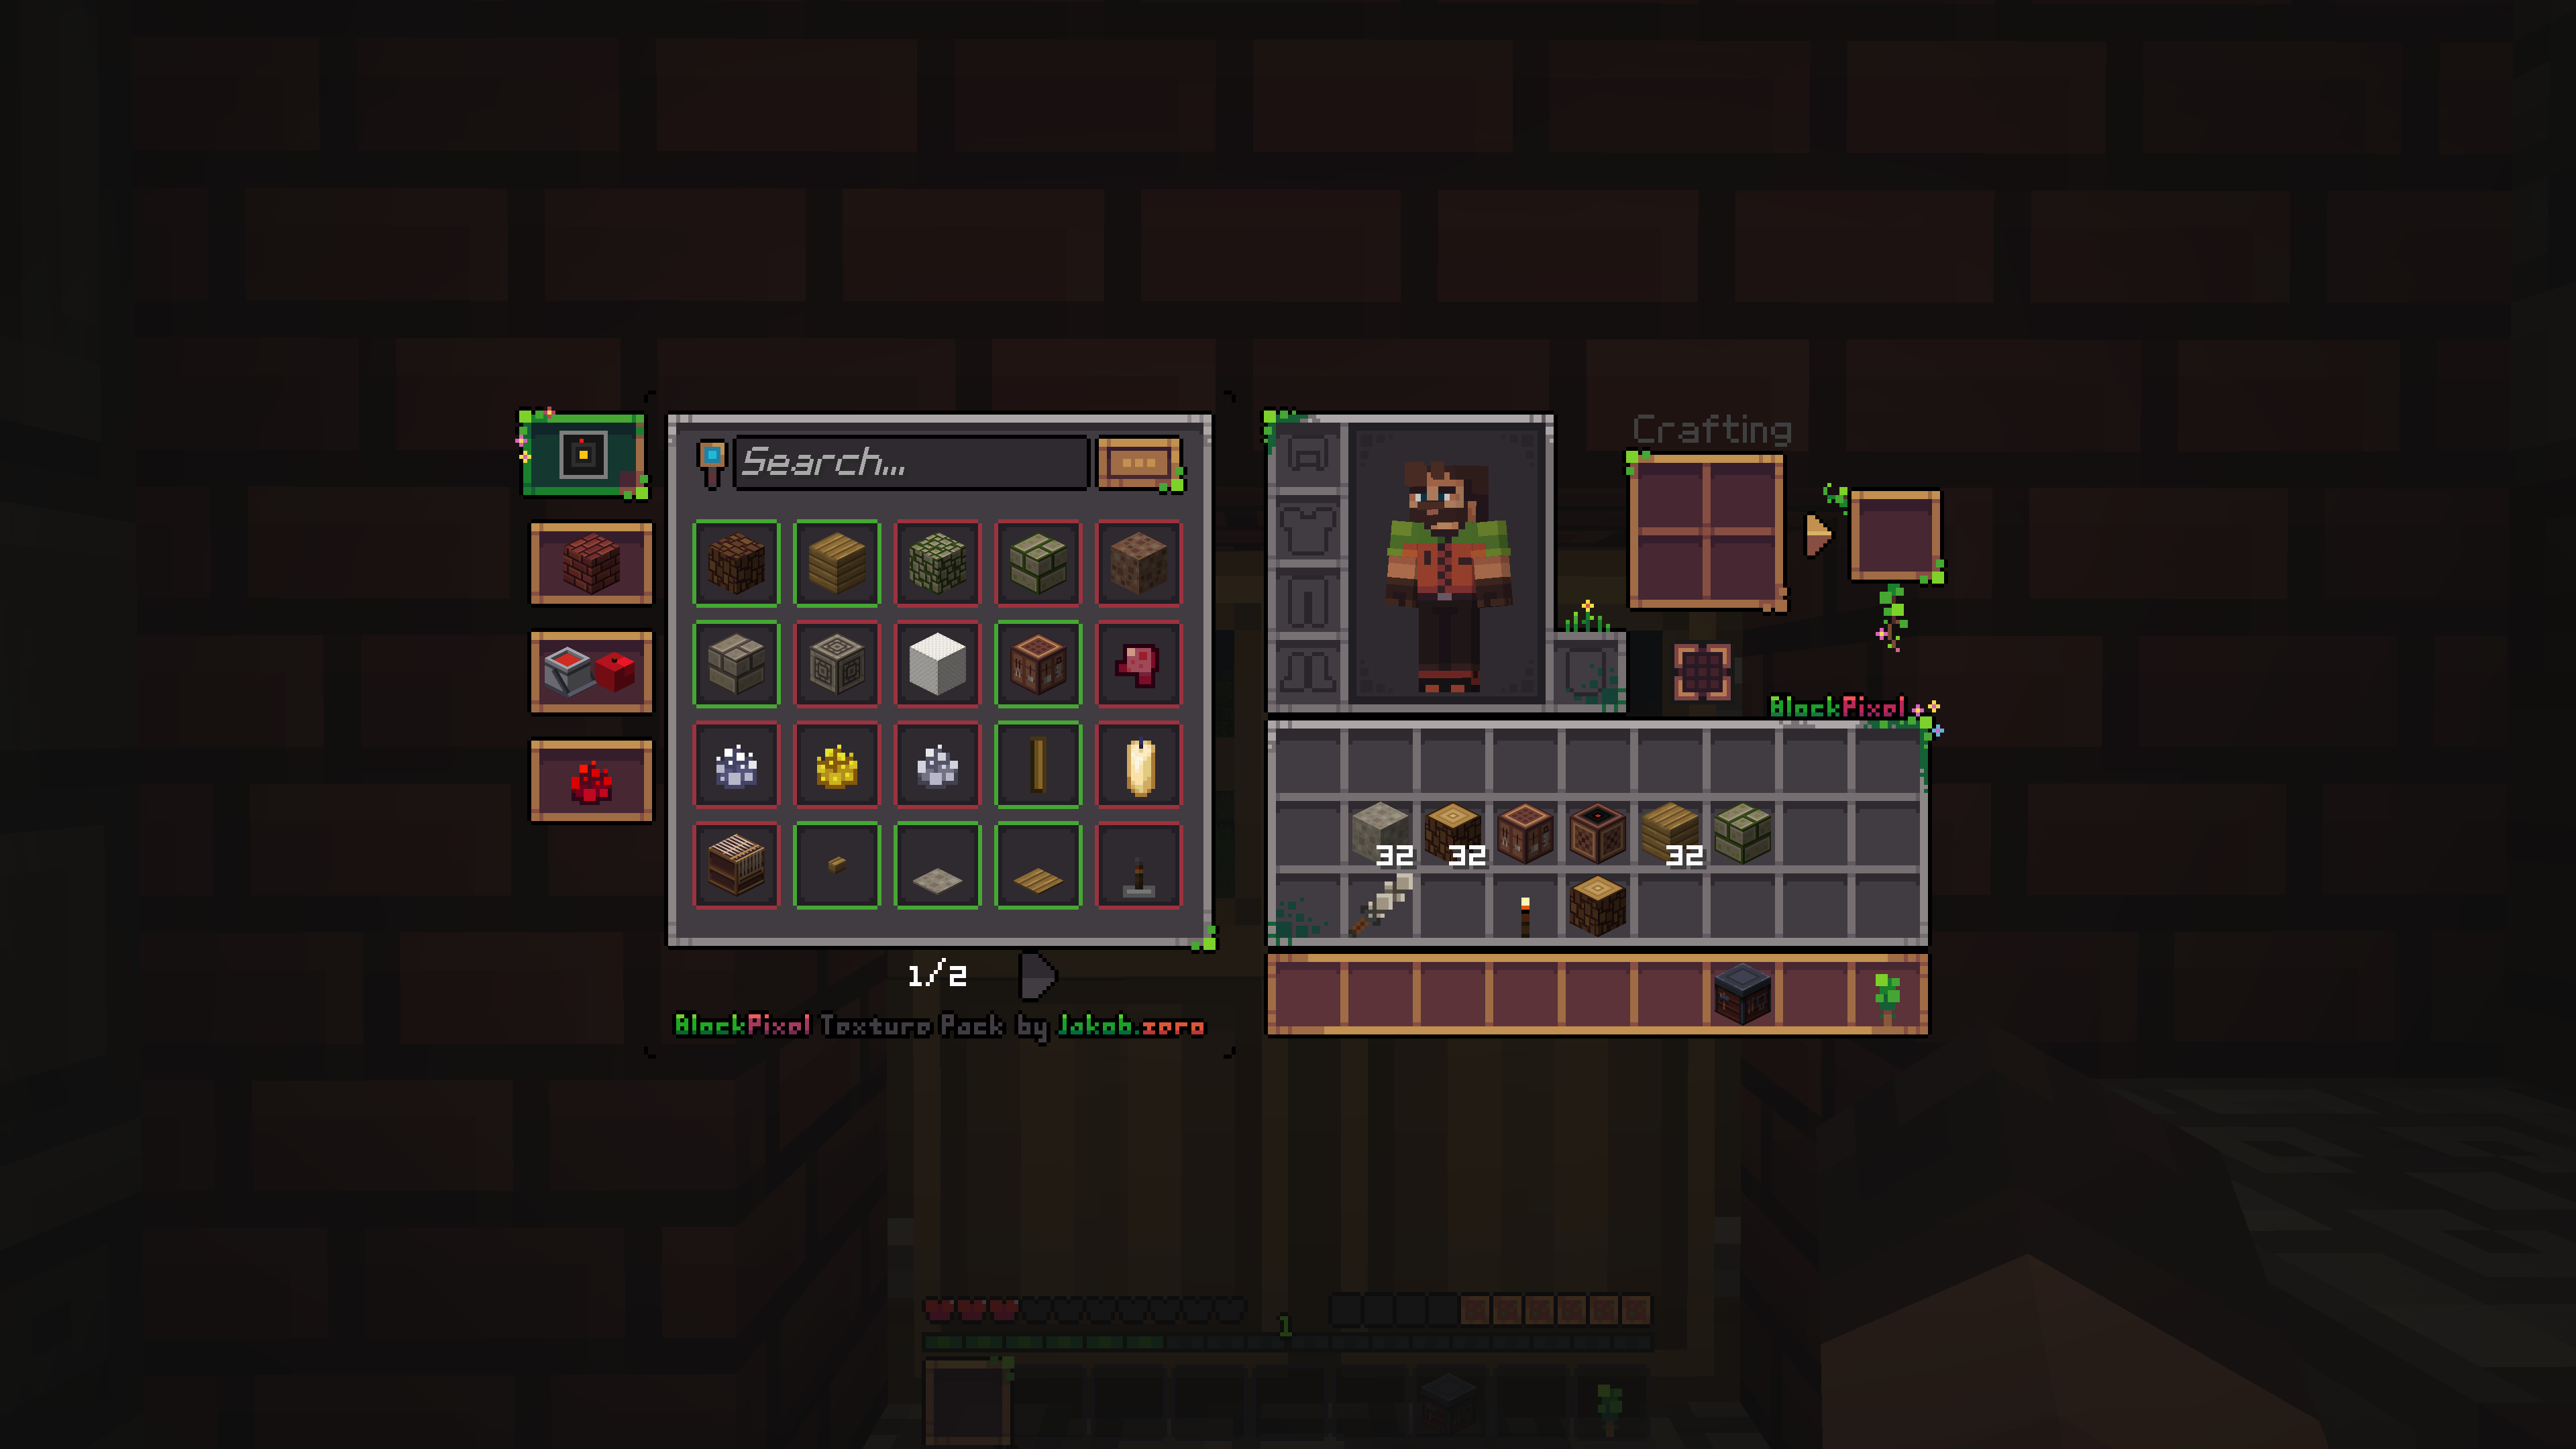 Crafting
Search...
BlockPixel
32
32
32
1/2
BlockPixel Texture Pack by Jakob.zero
1